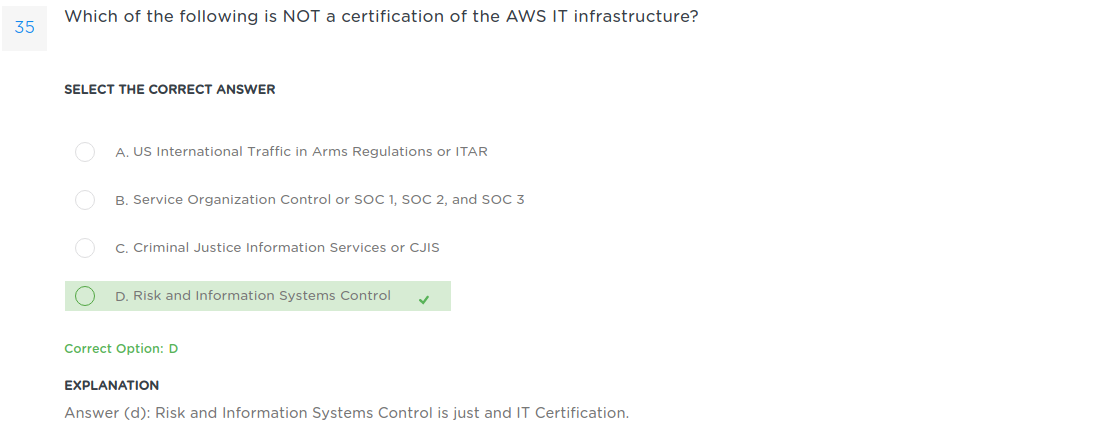 35
Which of the following is NOT a certification of the AWS IT infrastructure?
SELECT THE CORRECT ANSWER
A. US International Traffic in Arms Regulations or ITAR
B. Service Organization Control or SOC 1, SOC 2, and SOC 3
C. Criminal Justice Information Services or CJIS
D. Risk and Information Systems Control
Correct Option: D
EXPLANATION
Answer (d): Risk and Information Systems Control is just and IT Certification.